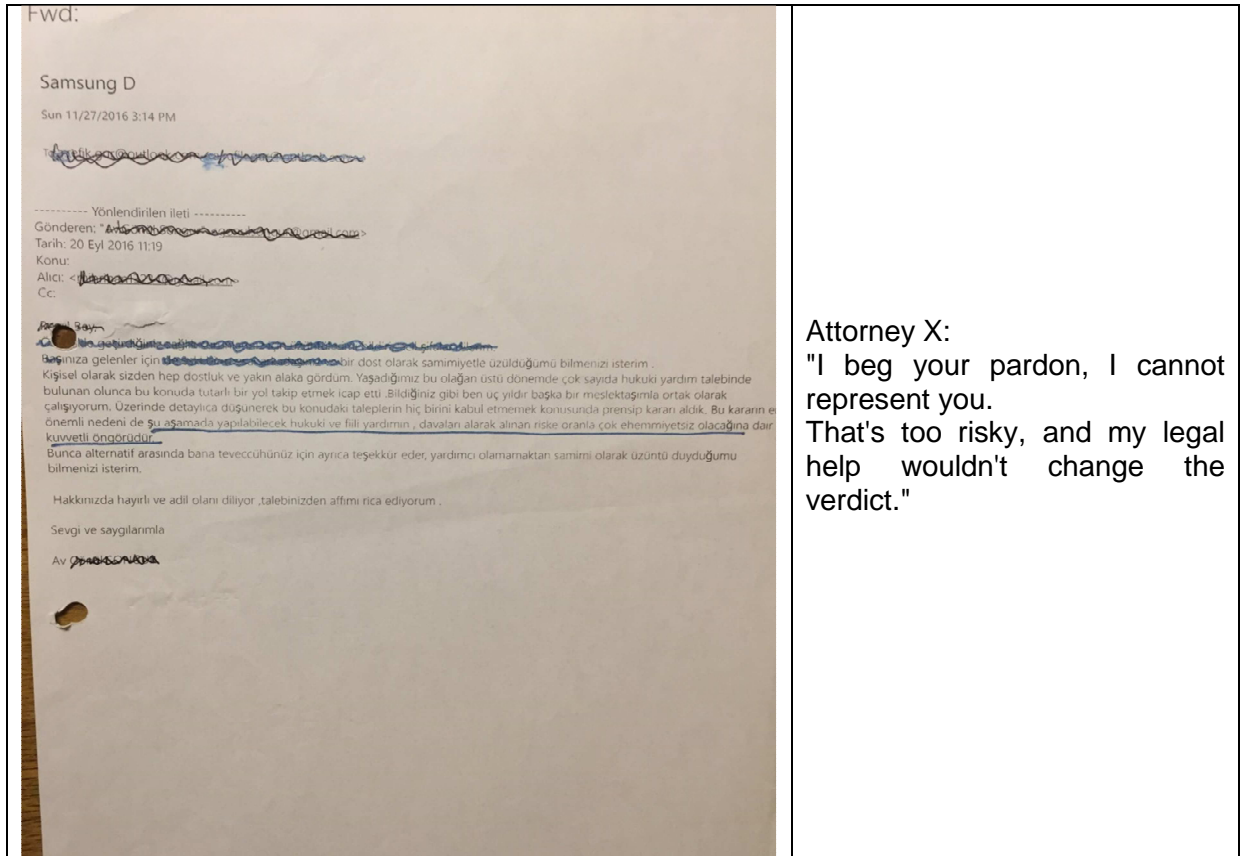 Fwd:
Samsung D
Sun 11/27/2016 3:14 PM
---------- Yönlendirilen ileti ----------
Gönderen:
Tarih: 20 Eyl 2016 11:19
Konu:
Alıcı: <
Cc:
Başınıza gelenler için bir dost olarak samimiyetle üzüldüğümü bilmenizi isterim .
Kişisel olarak sizden hep dostluk ve yakın alaka gördüm. Yaşadığımız bu olağan üstü dönemde çok sayıda hukuki yardım talebinde
bulunan olunca bu konuda tutarlı bir yol takip etmek icap etti .Bildiğiniz gibi ben üç yıldır başka bir meslektaşımla ortak olarak
çalışıyorum. Üzerinde detaylıca düşünerek bu konudaki taleplerin hiç birini kabul etmemek konusunda prensip kararı aldık. Bu kararın
önemli nedeni de şu aşamada yapılabilecek hukuki ve fiili yardımın , davaları alarak alınan riske oranla çok ehemmiyetsiz olacağına dair
kuvvetli öngörüdür.
Bunca alternatif arasında bana teveccühünüz için ayrıca teşekkür eder, yardımcı olamamaktan samimi olarak üzüntü duyduğumu
bilmenizi isterim.
Hakkınızda hayırlı ve adil olanı diliyor ,talebinizden affımı rica ediyorum .
Sevgi ve saygılarımla
Av
Attorney X:
"I beg your pardon, I cannot
represent you.
That's too risky, and my legal
help wouldn't change the
verdict."